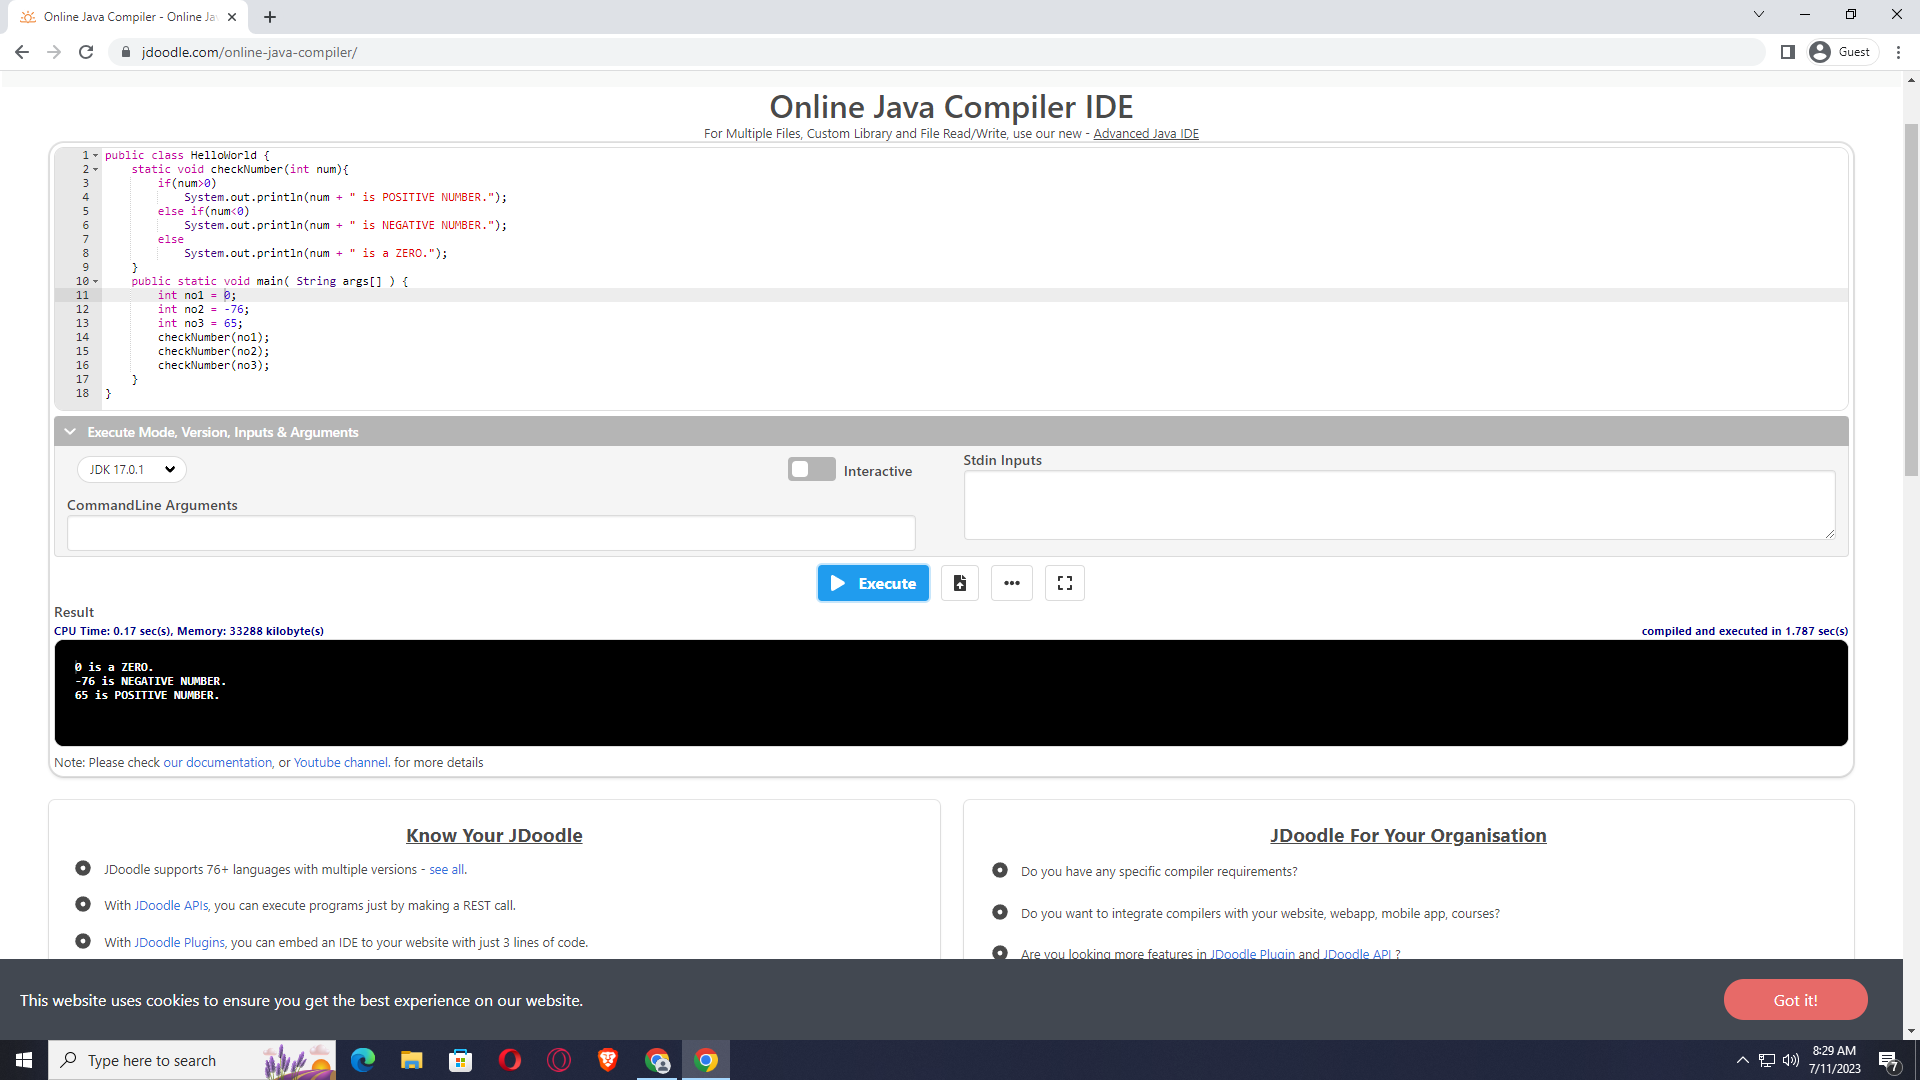 Online Java Compiler - Online Ja
jdoodle.com/online-java-compiler/
Guest
Online Java Compiler IDE
For Multiple Files, Custom Library and File Read/Write, use our new - Advanced Java IDE
1 public class HelloWorld {
2 static void checkNumber(int num){
3 if(num>0)
4 System.out.println(num + " is POSITIVE NUMBER.");
5 else if(num<0)
6 System.out.println(num + " is NEGATIVE NUMBER.");
7 else
8 System.out.println(num + " is a ZERO.");
9 }
10 public static void main( String args[] ) {
11 int no1 = 0;
12 int no2 = -76;
13 int no3 = 65;
14 checkNumber(no1);
15 checkNumber(no2);
16 checkNumber(no3);
17 }
18 }
Execute Mode, Version, Inputs & Arguments
JDK 17.0.1
Interactive
Stdin Inputs
CommandLine Arguments
Execute
Result
CPU Time: 0.17 sec(s), Memory: 33288 kilobyte(s)
compiled and executed in 1.787 sec(s)
0 is a ZERO.
-76 is NEGATIVE NUMBER.
65 is POSITIVE NUMBER.
Note: Please check our documentation, or Youtube channel. for more details
Know Your JDoodle
JDoodle supports 76+ languages with multiple versions - see all.
With JDoodle APIs, you can execute programs just by making a REST call.
With JDoodle Plugins, you can embed an IDE to your website with just 3 lines of code.
JDoodle For Your Organisation
Do you have any specific compiler requirements?
Do you want to integrate compilers with your website, webapp, mobile app, courses?
Are you looking more features in JDoodle Plugin and JDoodle API ?
This website uses cookies to ensure you get the best experience on our website.
Got it!
Type here to search
8:29 AM
7/11/2023
7